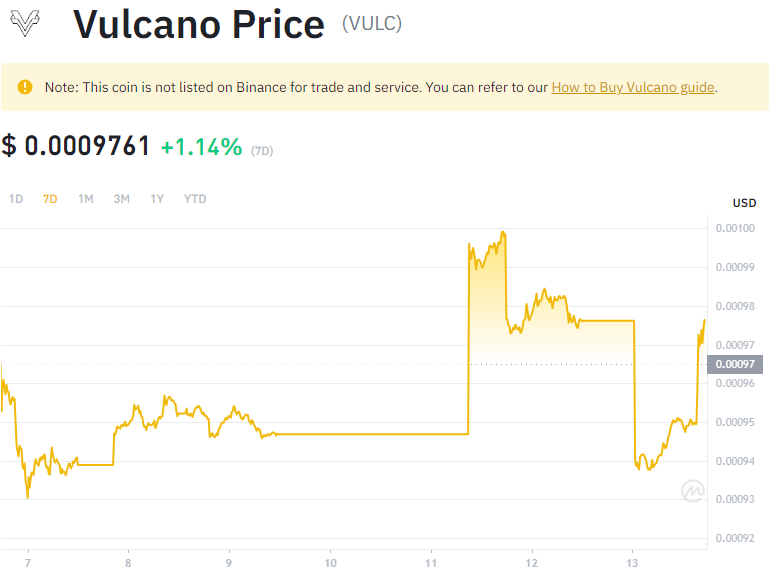 Vulcano Price (VULC)
Note: This coin is not listed on Binance for trade and service. You can refer to our How to Buy Vulcano guide.
$ 0.0009761 +1.14% (7D)
1D 7D 1M 3M 1Y YTD
USD
0.00100
0.00099
0.00098
0.00097
0.00097
0.00096
0.00095
0.00094
0.00093
0.00092
7 8 9 10 11 12 13